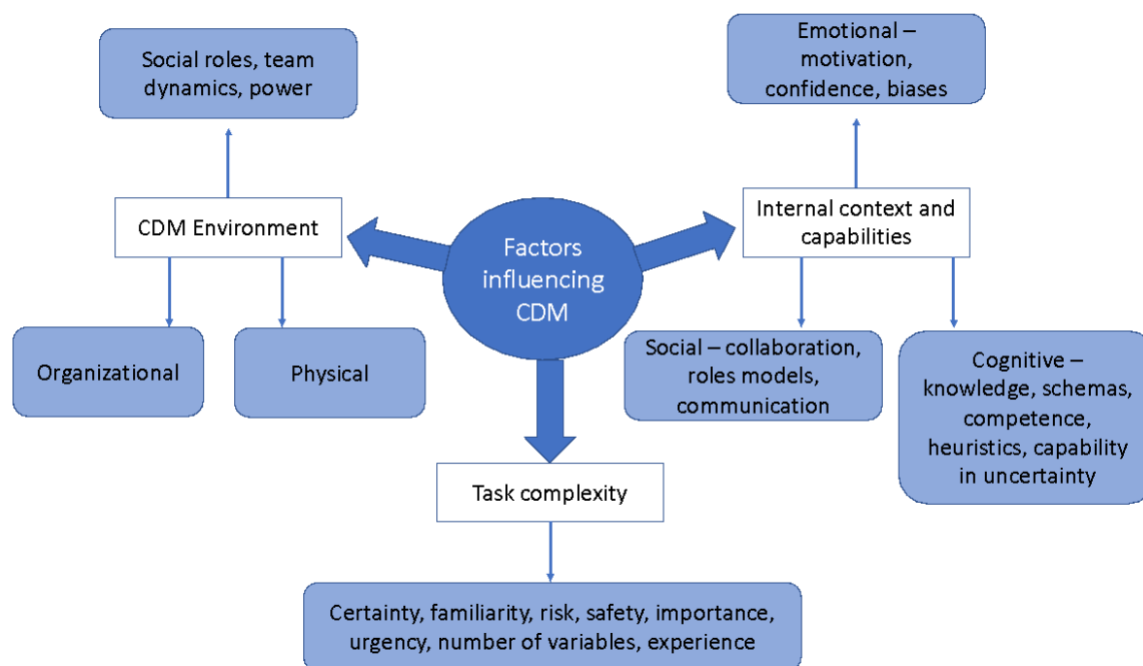 Social roles, team
dynamics, power
Emotional –
motivation,
confidence, biases
CDM Environment
Factors
influencing
CDM
Internal context and
capabilities
Organizational
Physical
Social – collaboration,
roles models,
communication
Cognitive –
knowledge, schemas,
competence,
heuristics, capability
in uncertainty
Task complexity
Certainty, familiarity, risk, safety, importance,
urgency, number of variables, experience